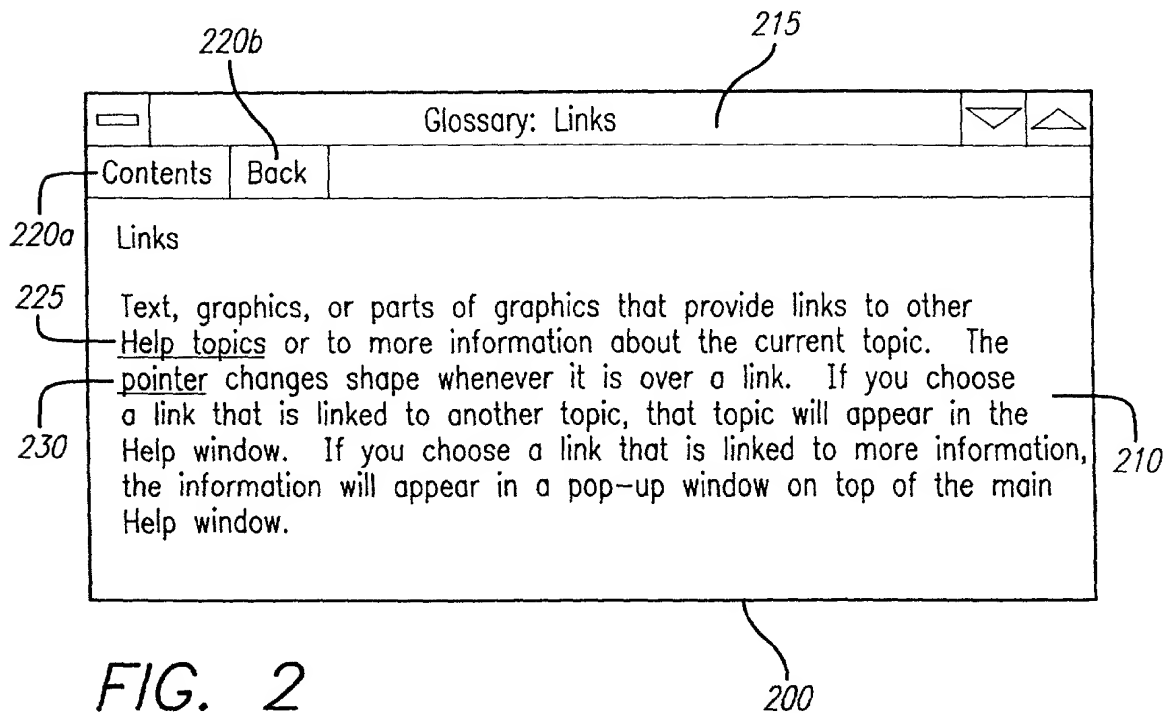 220b
215
Glossary: Links
Contents Back
220a
Links
225
Text, graphics, or parts of graphics that provide links to other
Help topics or to more information about the current topic. The
pointer changes shape whenever it is over a link. If you choose
a link that is linked to another topic, that topic will appear in the
230
Help window. If you choose a link that is linked to more information,
210
the information will appear in a pop-up window on top of the main
Help window.
FIG. 2
200